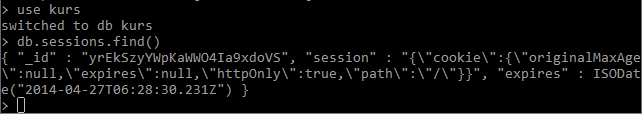 > use kurs
switched to db kurs
> db.sessions.find()
{ "_id" : "yrEkSzyYWpKaWWO4Ia9xdoVS", "session" : "{\"cookie\":{\"originalMaxAge
\":null,\"expires\":null,\"httpOnly\":true,\"path\":\"/\"}}", "expires" : ISODat
e("2014-04-27T06:28:30.231Z") }
>